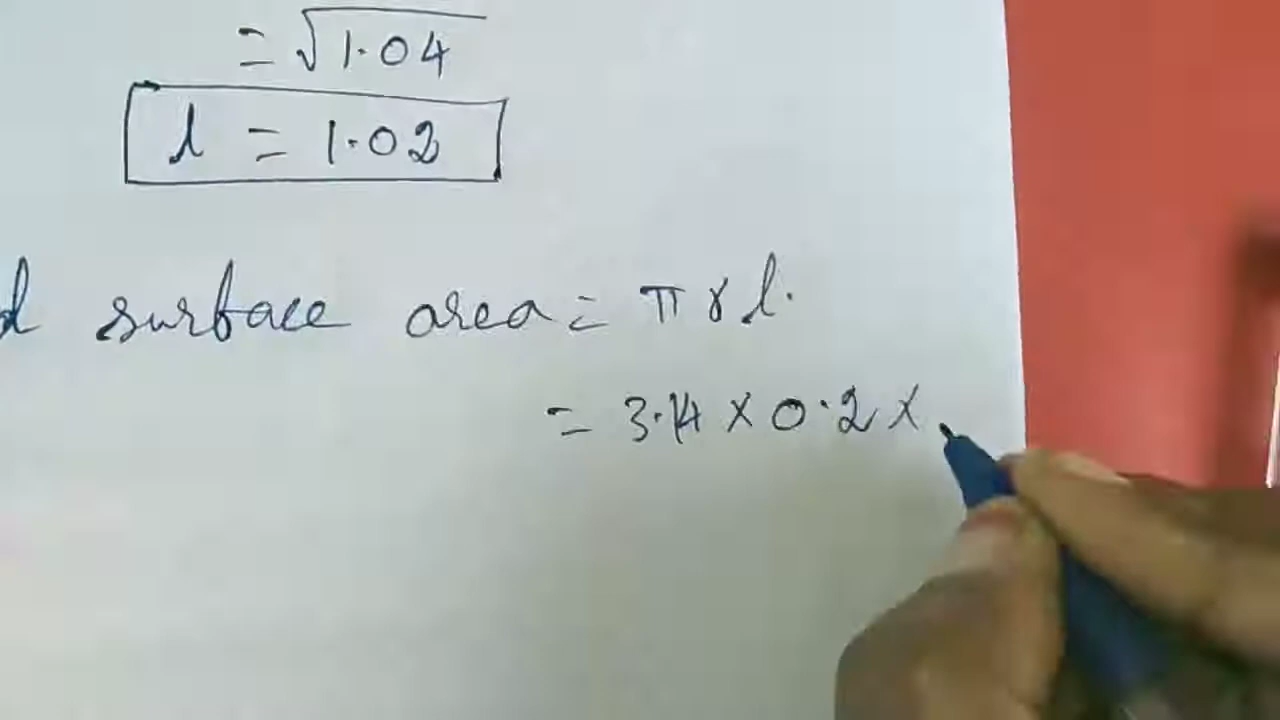 = √1.04
l = 1.02
surface area = πrl.
= 3.14 × 0.2 ×